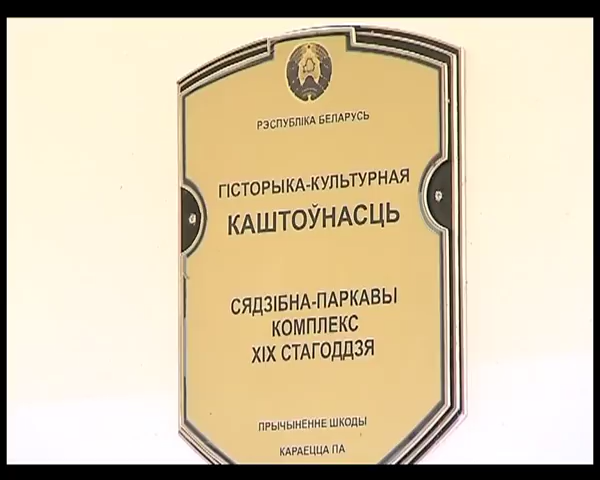 РЭСПУБЛІКА БЕЛАРУСЬ
ГІСТОРЫКА-КУЛЬТУРНАЯ
КАШТОЎНАСЦЬ
СЯДЗІБНА-ПАРКАВЫ
КОМПЛЕКС
XIX СТАГОДДЗЯ
ПРЫЧЫНЕННЕ ШКОДЫ
КАРАЕЦЦА ПА